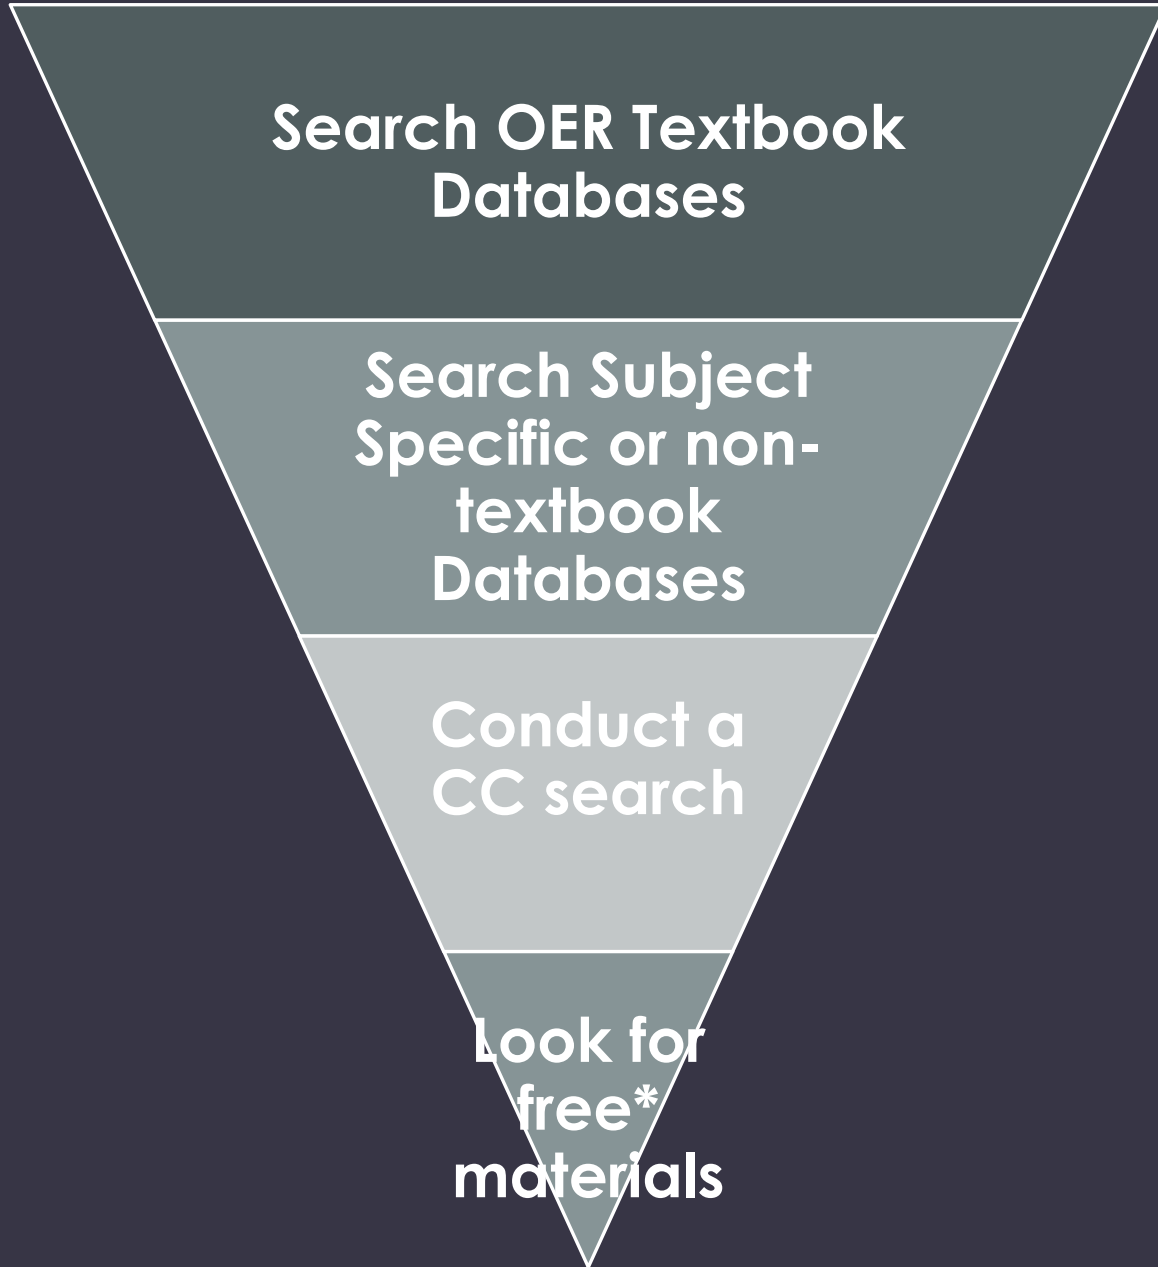 Search OER Textbook
Databases
Search Subject
Specific or non-
textbook
Databases
Conduct a
CC search
Look for
free*
materials